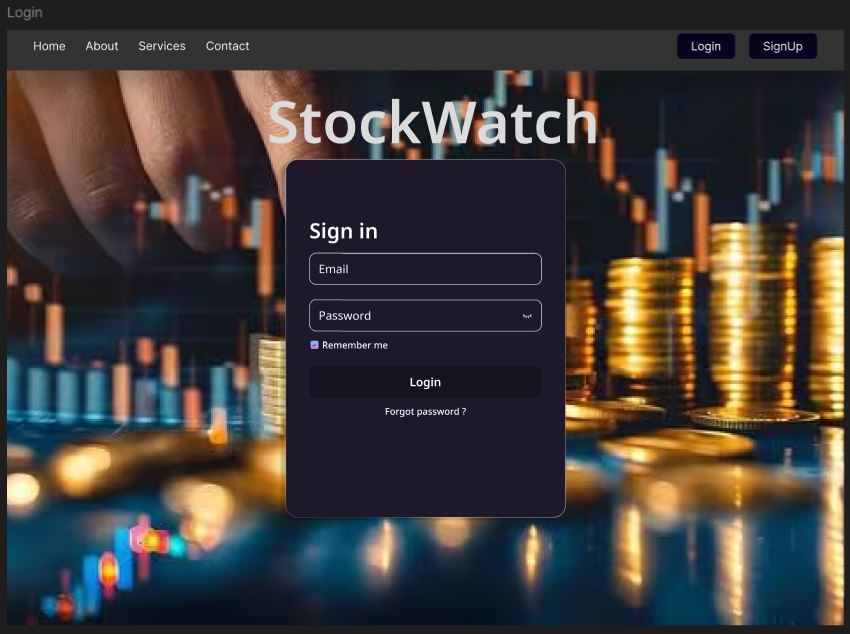 Login
Home About Services Contact Login SignUp
StockWatch
Sign in
Email
Password
Remember me
Login
Forgot password ?